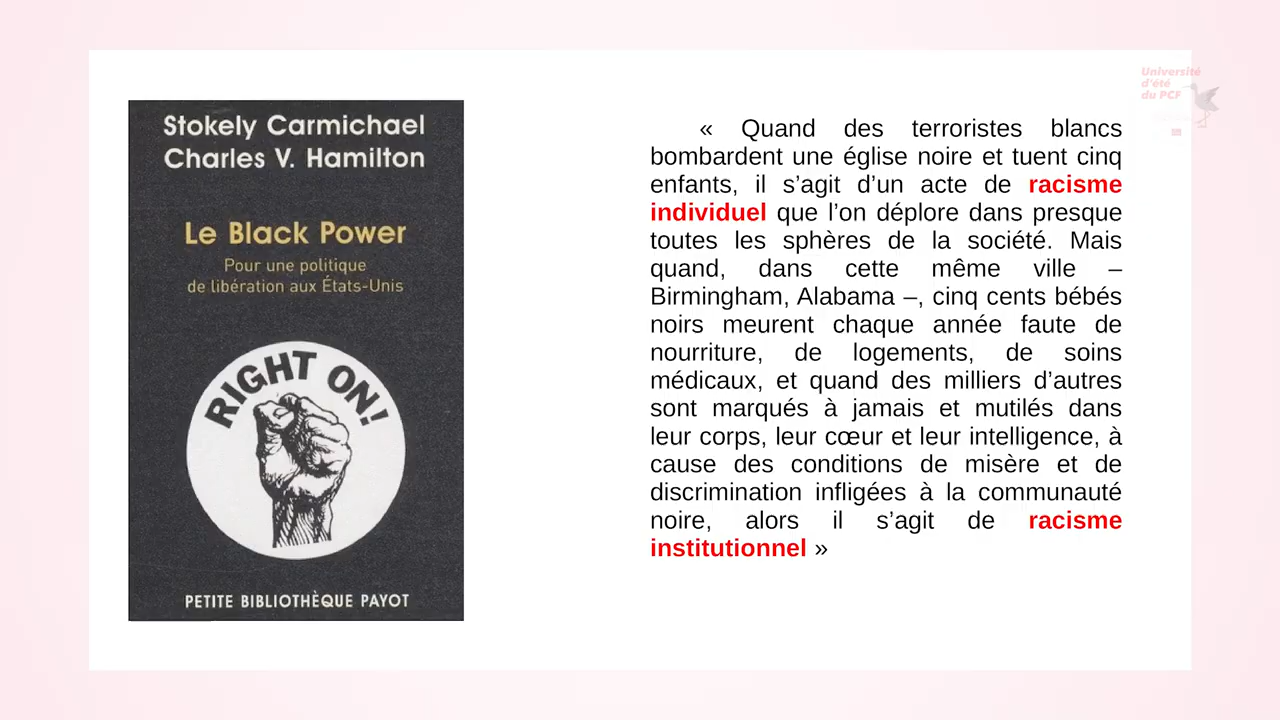 Stokely Carmichael
Charles V. Hamilton
Le Black Power
Pour une politique
de libération aux États-Unis
RIGHT ON!
PETITE BIBLIOTHÈQUE PAYOT
« Quand des terroristes blancs
bombardent une église noire et tuent cinq
enfants, il s’agit d’un acte de racisme
individuel que l’on déplore dans presque
toutes les sphères de la société. Mais
quand, dans cette même ville –
Birmingham, Alabama –, cinq cents bébés
noirs meurent chaque année faute de
nourriture, de logements, de soins
médicaux, et quand des milliers d’autres
sont marqués à jamais et mutilés dans
leur corps, leur cœur et leur intelligence, à
cause des conditions de misère et de
discrimination infligées à la communauté
noire, alors il s’agit de racisme
institutionnel »
Université
d'été
du PCF